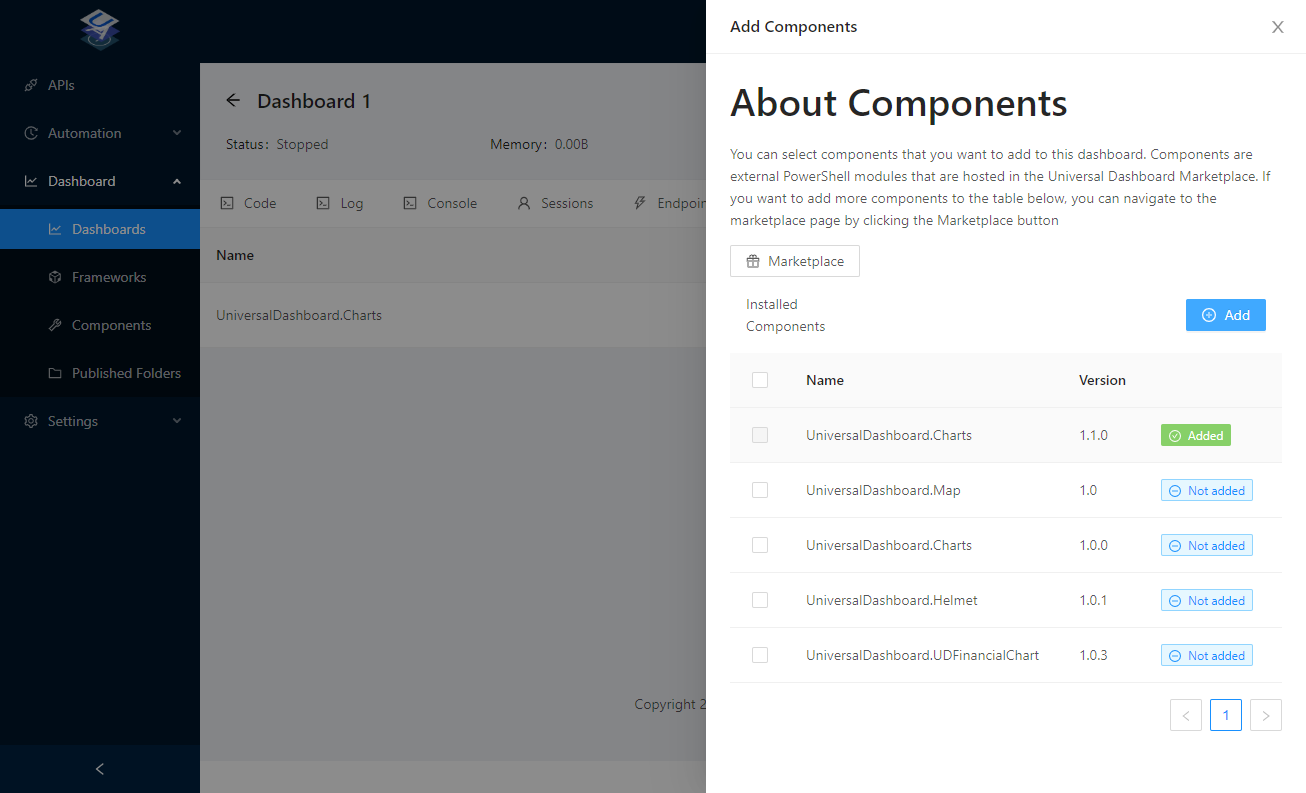 APIs
Automation
Dashboard
Dashboards
Frameworks
Components
Published Folders
Settings
Dashboard 1
Status: Stopped
Memory: 0.00B
Code
Log
Console
Sessions
Name
UniversalDashboard.Charts
Copyright
Add Components
About Components
You can select components that you want to add to this dashboard. Components are
external PowerShell modules that are hosted in the Universal Dashboard Marketplace. If
you want to add more components to the table below, you can navigate to the
marketplace page by clicking the Marketplace button
Marketplace
Installed
Components
Add
Name Version
UniversalDashboard.Charts 1.1.0 Added
UniversalDashboard.Map 1.0 Not added
UniversalDashboard.Charts 1.0.0 Not added
UniversalDashboard.Helmet 1.0.1 Not added
UniversalDashboard.UDFinancialChart 1.0.3 Not added
< 1 >